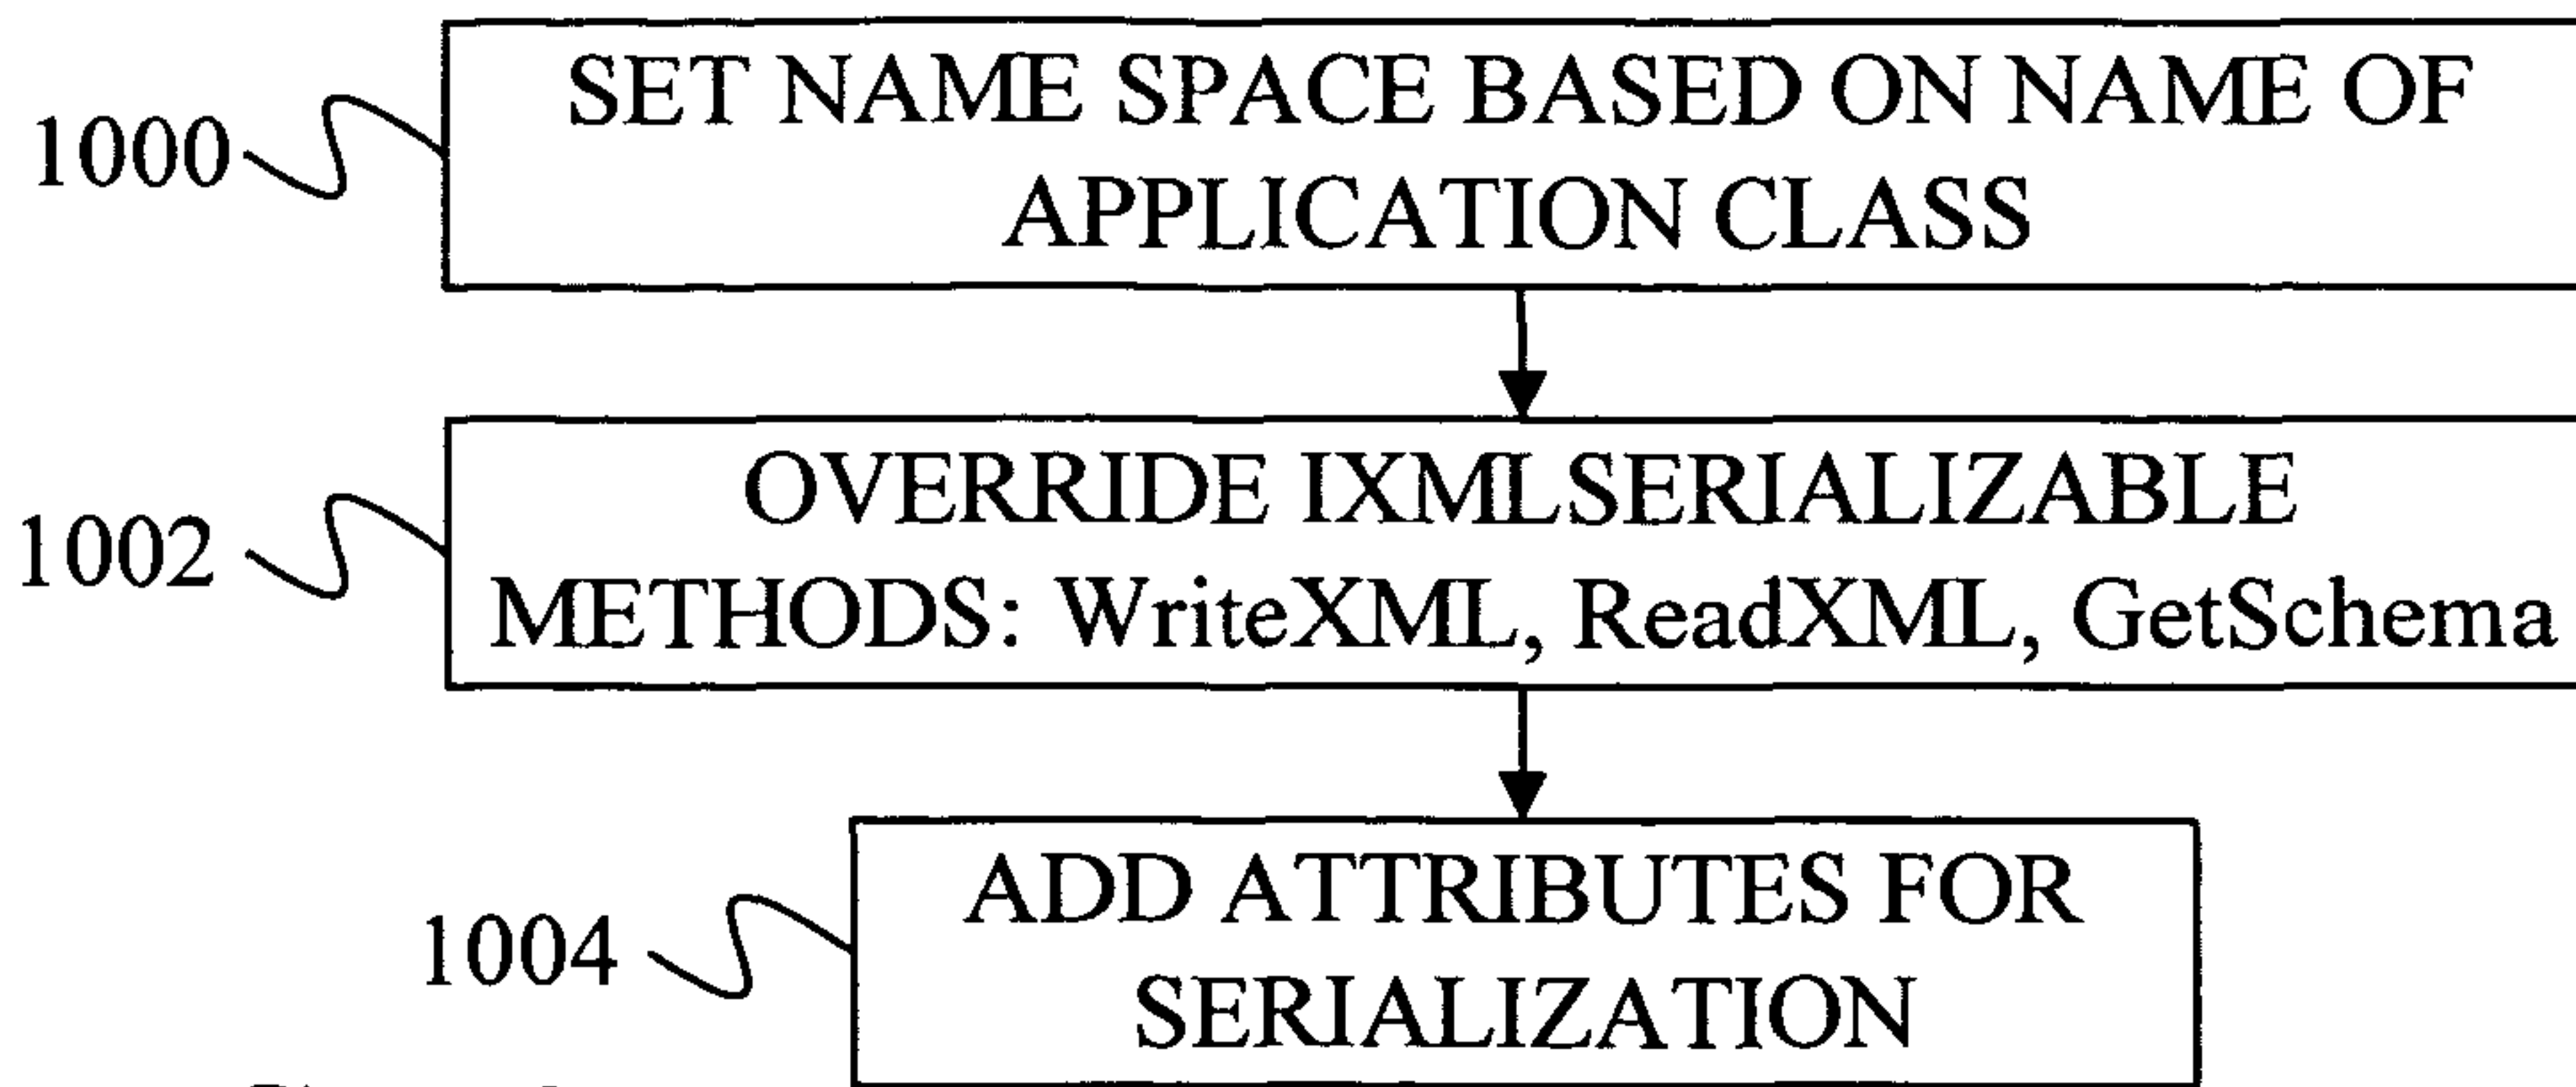 SET NAME SPACE BASED ON NAME OF
1000
APPLICATION CLASS
OVERRIDE IXMLSERIALIZABLE
1002
METHODS: WriteXML, ReadXML, GetSchema
ADD ATTRIBUTES FOR
1004
SERIALIZATION